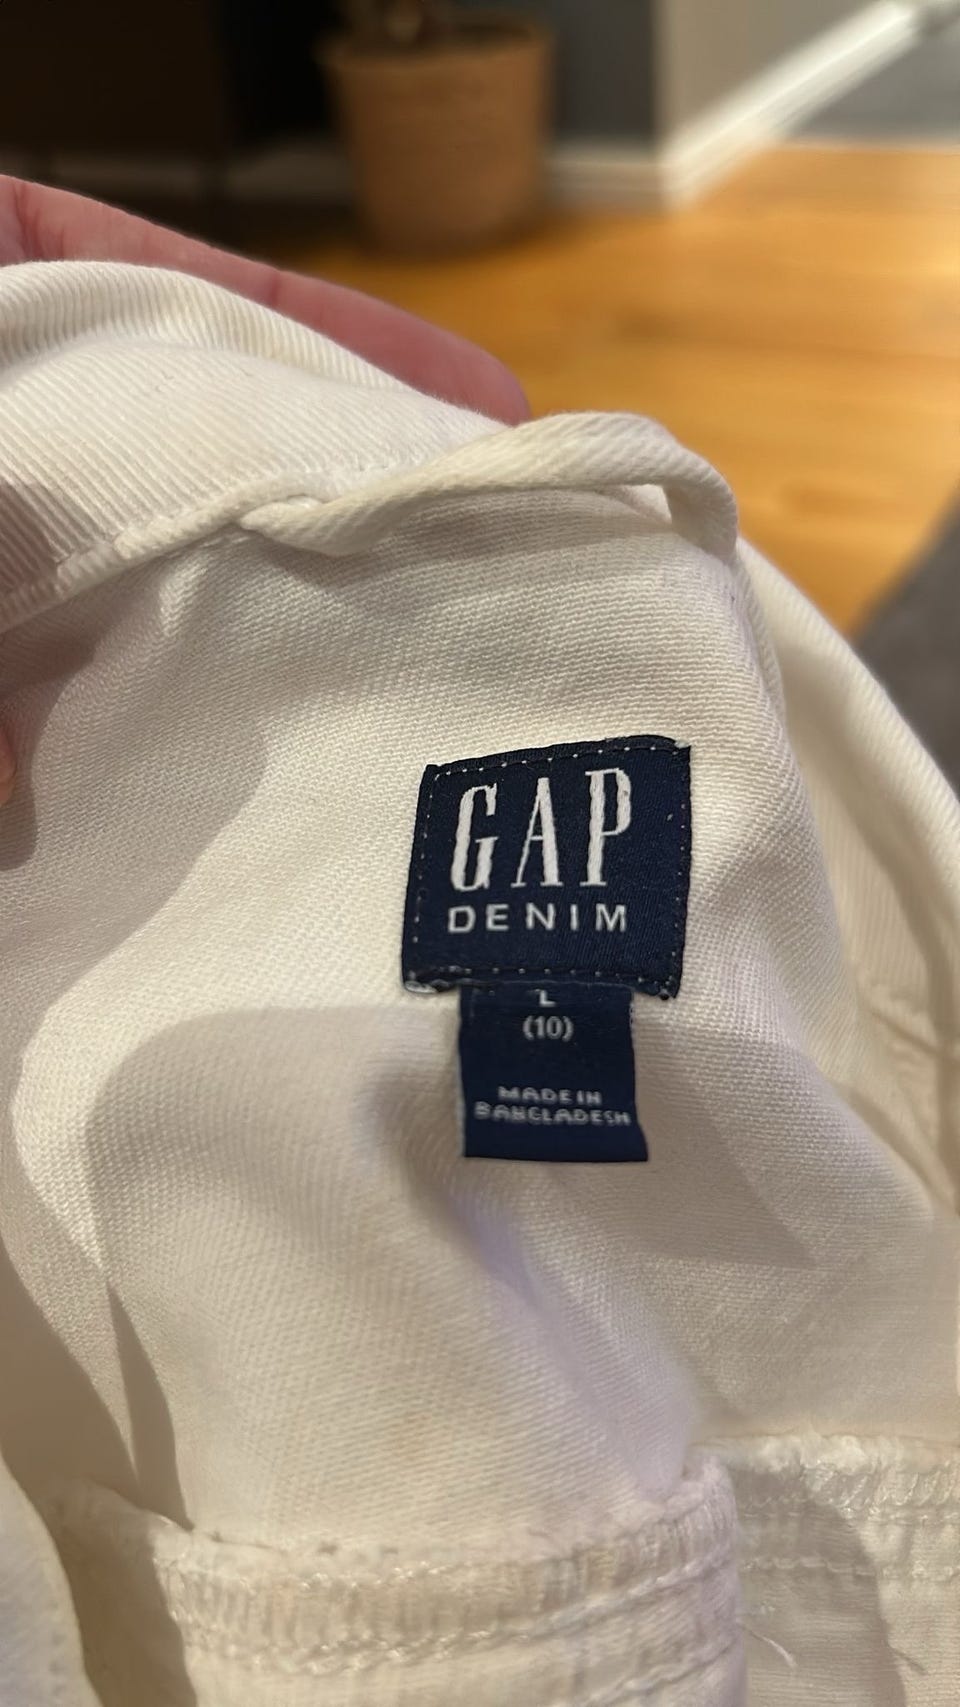 GAP
DENIM
L
(10)
MADE IN
BANGLADESH